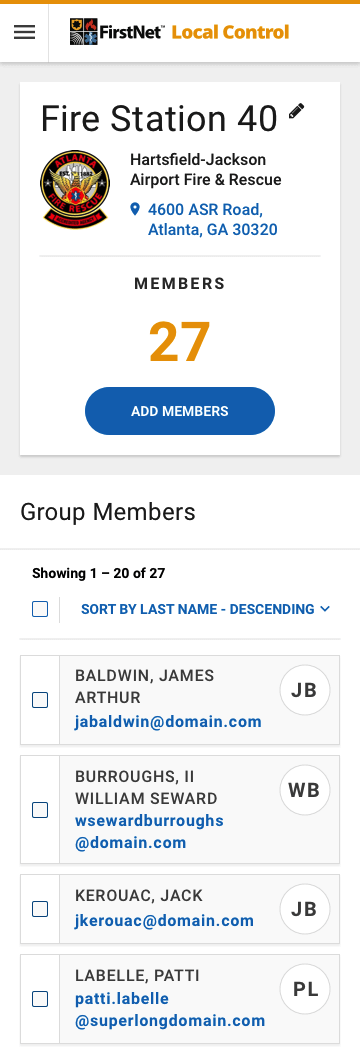 FirstNet™ Local Control
Fire Station 40
ATLANTA
EST. 1882
FIRE RESCUE
Hartsfield-Jackson
Airport Fire & Rescue
4600 ASR Road,
Atlanta, GA 30320
MEMBERS
27
ADD MEMBERS
Group Members
Showing 1 – 20 of 27
SORT BY LAST NAME - DESCENDING
BALDWIN, JAMES
ARTHUR
jabaldwin@domain.com
JB
BURROUGHS, II
WILLIAM SEWARD
wsewardburroughs
@domain.com
WB
KEROUAC, JACK
jkerouac@domain.com
JB
LABELLE, PATTI
patti.labelle
@superlongdomain.com
PL